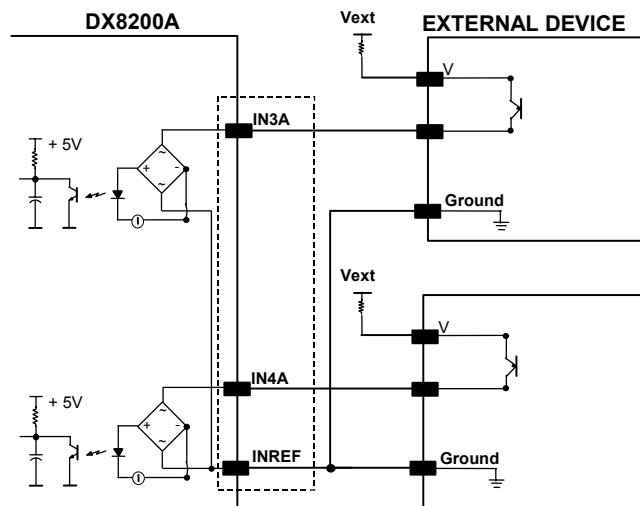 DX8200A
Vext
EXTERNAL DEVICE
V
IN3A
+ 5V
~
+
-
~
I
Ground
Vext
V
IN4A
+ 5V
~
+
-
~
I
INREF
Ground